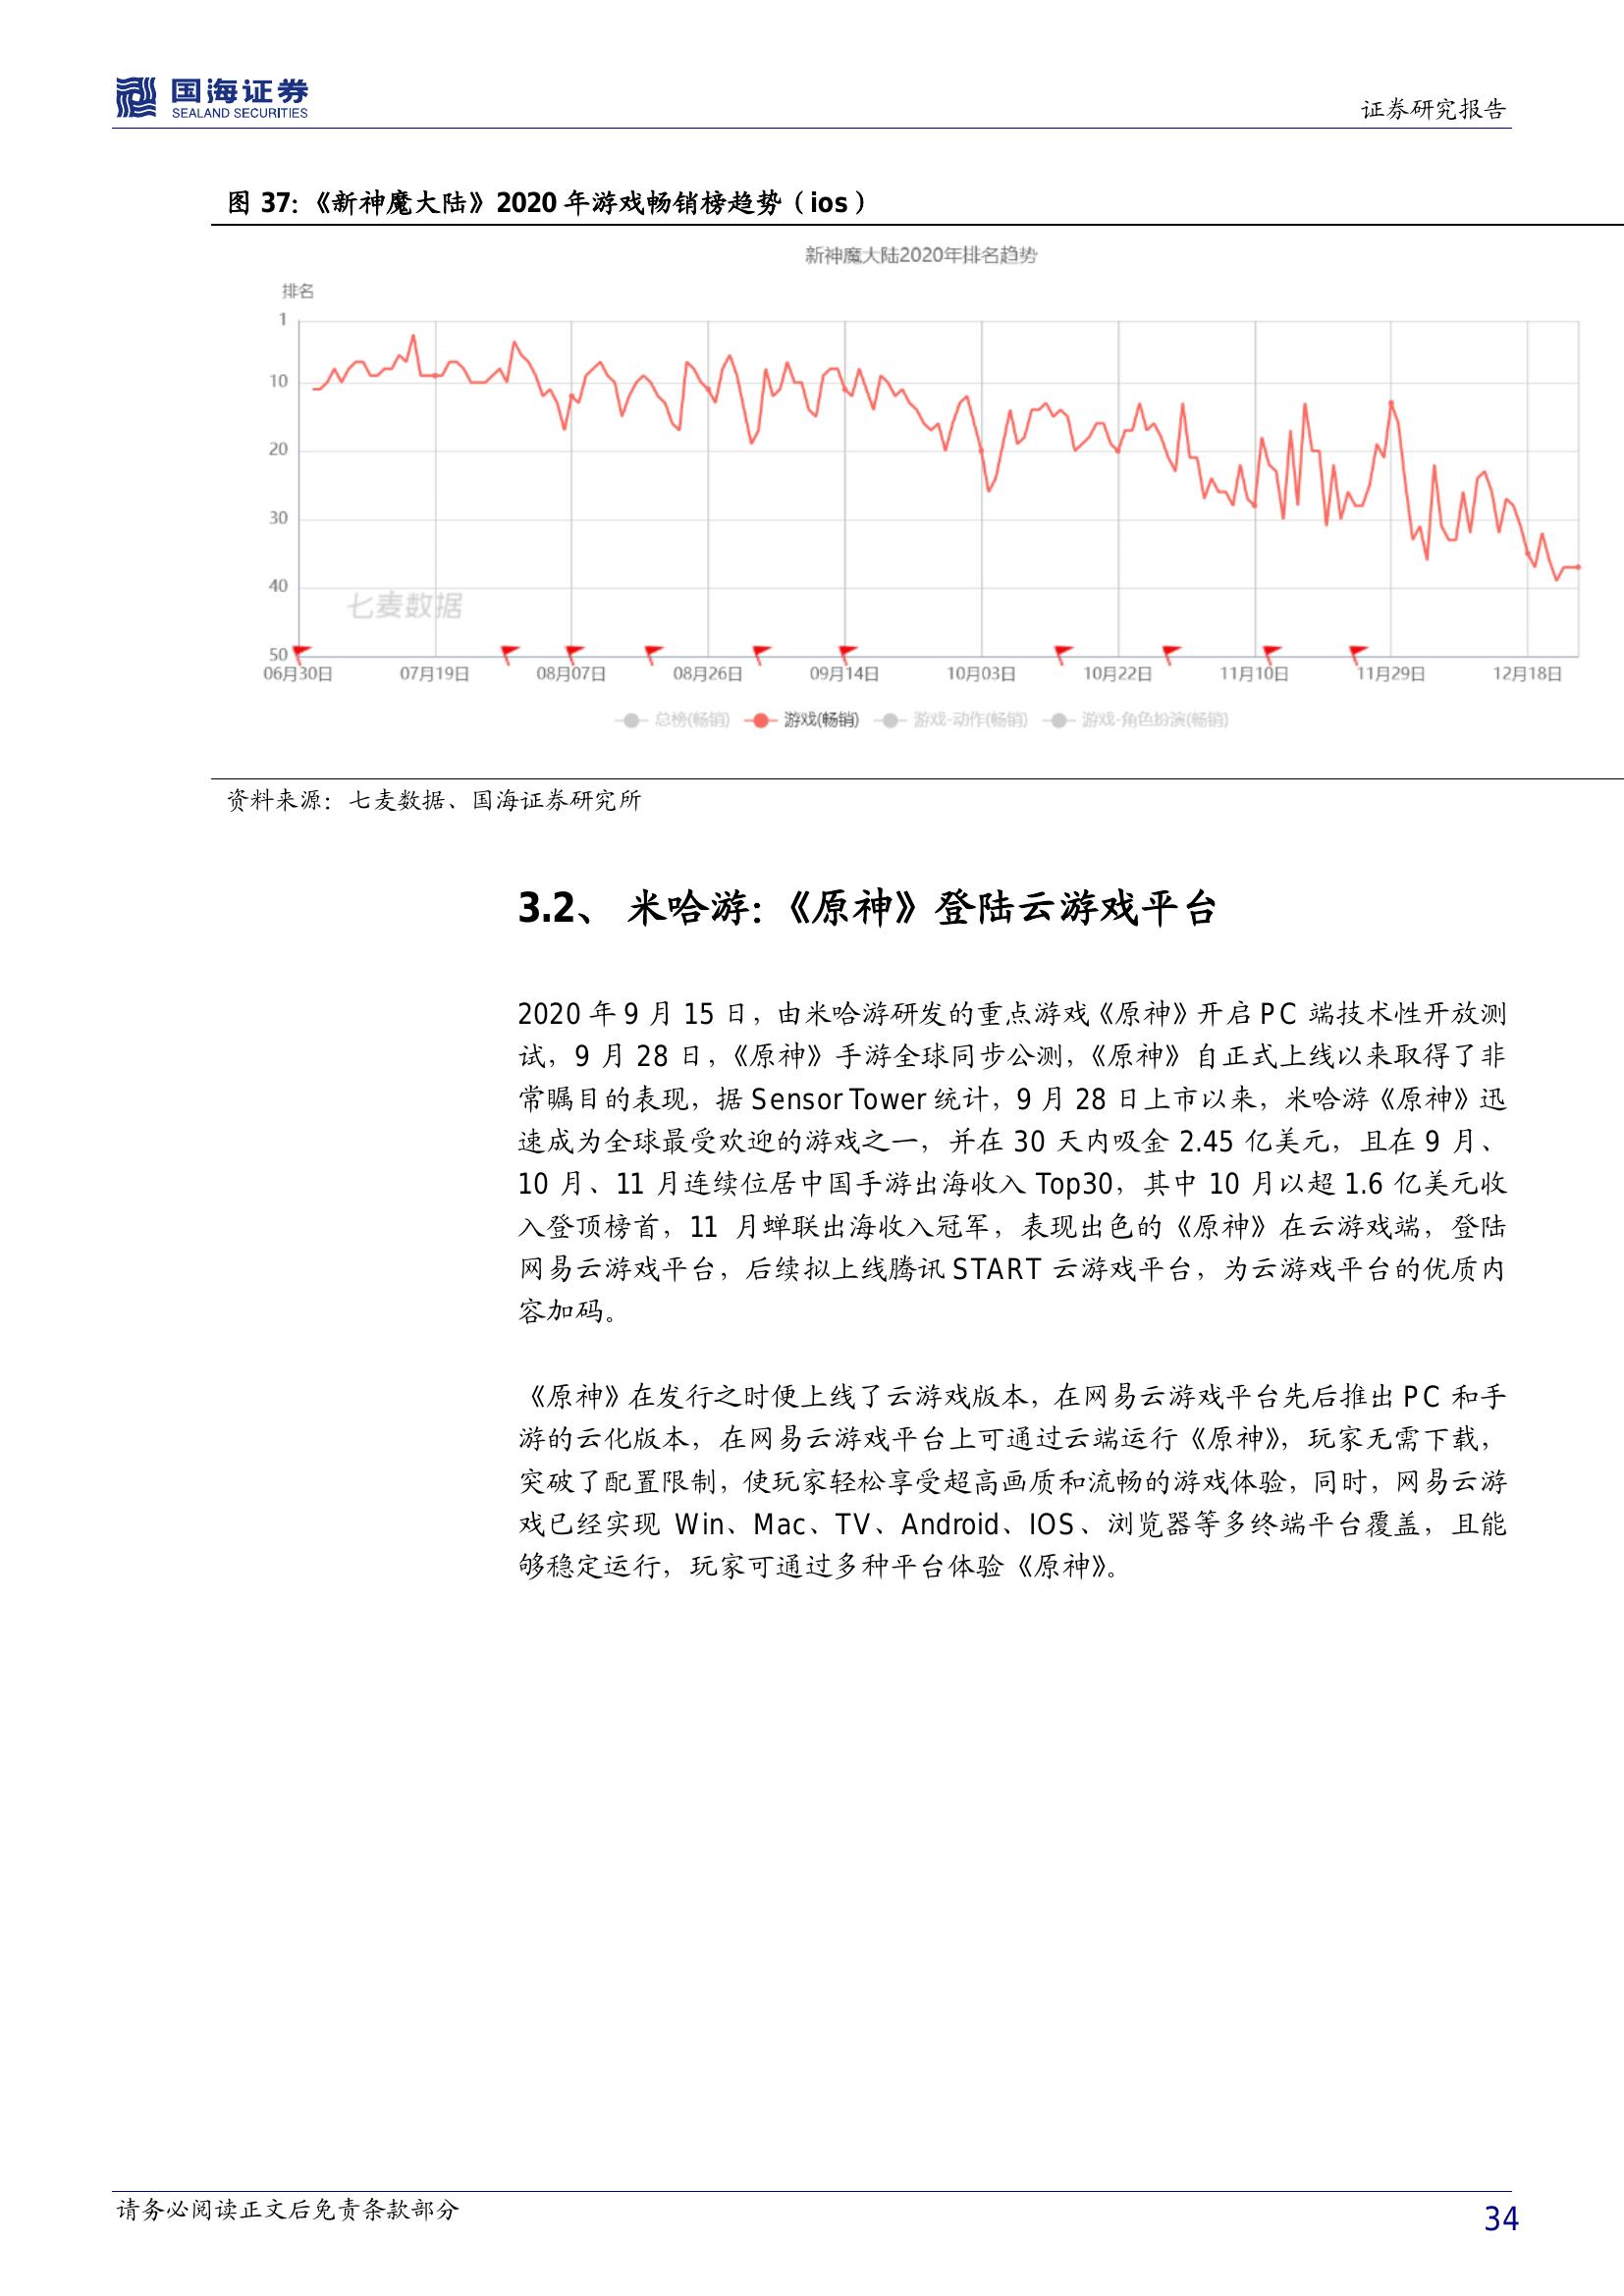 国海证券
SEALAND SECURITIES
证券研究报告
图 37:《新神魔大陆》2020 年游戏畅销榜趋势（ios）
新神魔大陆2020年排名趋势
排名
1
10
20
30
40
50
七麦数据
06月30日 07月19日 08月07日 08月26日 09月14日 10月03日 10月22日 11月10日 11月29日 12月18日
总榜(畅销) 游戏(畅销) 游戏-动作(畅销) 游戏-角色扮演(畅销)
资料来源：七麦数据、国海证券研究所
3.2、 米哈游:《原神》登陆云游戏平台
2020 年 9 月 15 日，由米哈游研发的重点游戏《原神》开启 PC 端技术性开放测
试，9 月 28 日，《原神》手游全球同步公测，《原神》自正式上线以来取得了非
常瞩目的表现，据 Sensor Tower 统计，9 月 28 日上市以来，米哈游《原神》迅
速成为全球最受欢迎的游戏之一，并在 30 天内吸金 2.45 亿美元，且在 9 月、
10 月、11 月连续位居中国手游出海收入 Top30，其中 10 月以超 1.6 亿美元收
入登顶榜首，11 月蝉联出海收入冠军，表现出色的《原神》在云游戏端，登陆
网易云游戏平台，后续拟上线腾讯 START 云游戏平台，为云游戏平台的优质内
容加码。
《原神》在发行之时便上线了云游戏版本，在网易云游戏平台先后推出 PC 和手
游的云化版本，在网易云游戏平台上可通过云端运行《原神》，玩家无需下载，
突破了配置限制，使玩家轻松享受超高画质和流畅的游戏体验，同时，网易云游
戏已经实现 Win、Mac、TV、Android、IOS、浏览器等多终端平台覆盖，且能
够稳定运行，玩家可通过多种平台体验《原神》。
请务必阅读正文后免责条款部分
34